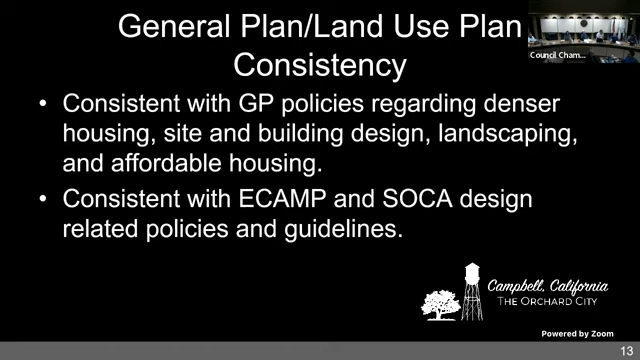 General Plan/Land Use Plan
Consistency
Council Cham...
• Consistent with GP policies regarding denser
housing, site and building design, landscaping,
and affordable housing.
• Consistent with ECAMP and SOCA design
related policies and guidelines.
Campbell, California
THE ORCHARD CITY
Powered by Zoom
13